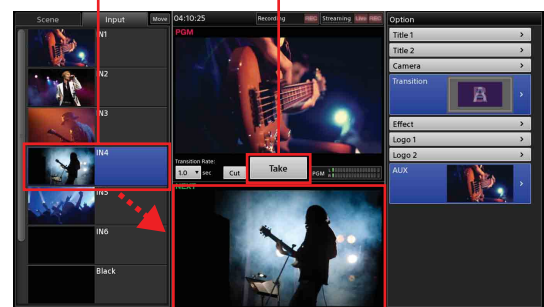 Scene Input Move 04:10:25 Recording REC Streaming Live REC Option
PGM
IN1
IN2
IN3
IN4
IN5
IN6
Black
Transition Rate:
1.0 ▼ sec Cut Take PGM
NEXT
Title 1 >
Title 2 >
Camera >
Transition >
Effect >
Logo 1 >
Logo 2 >
AUX >